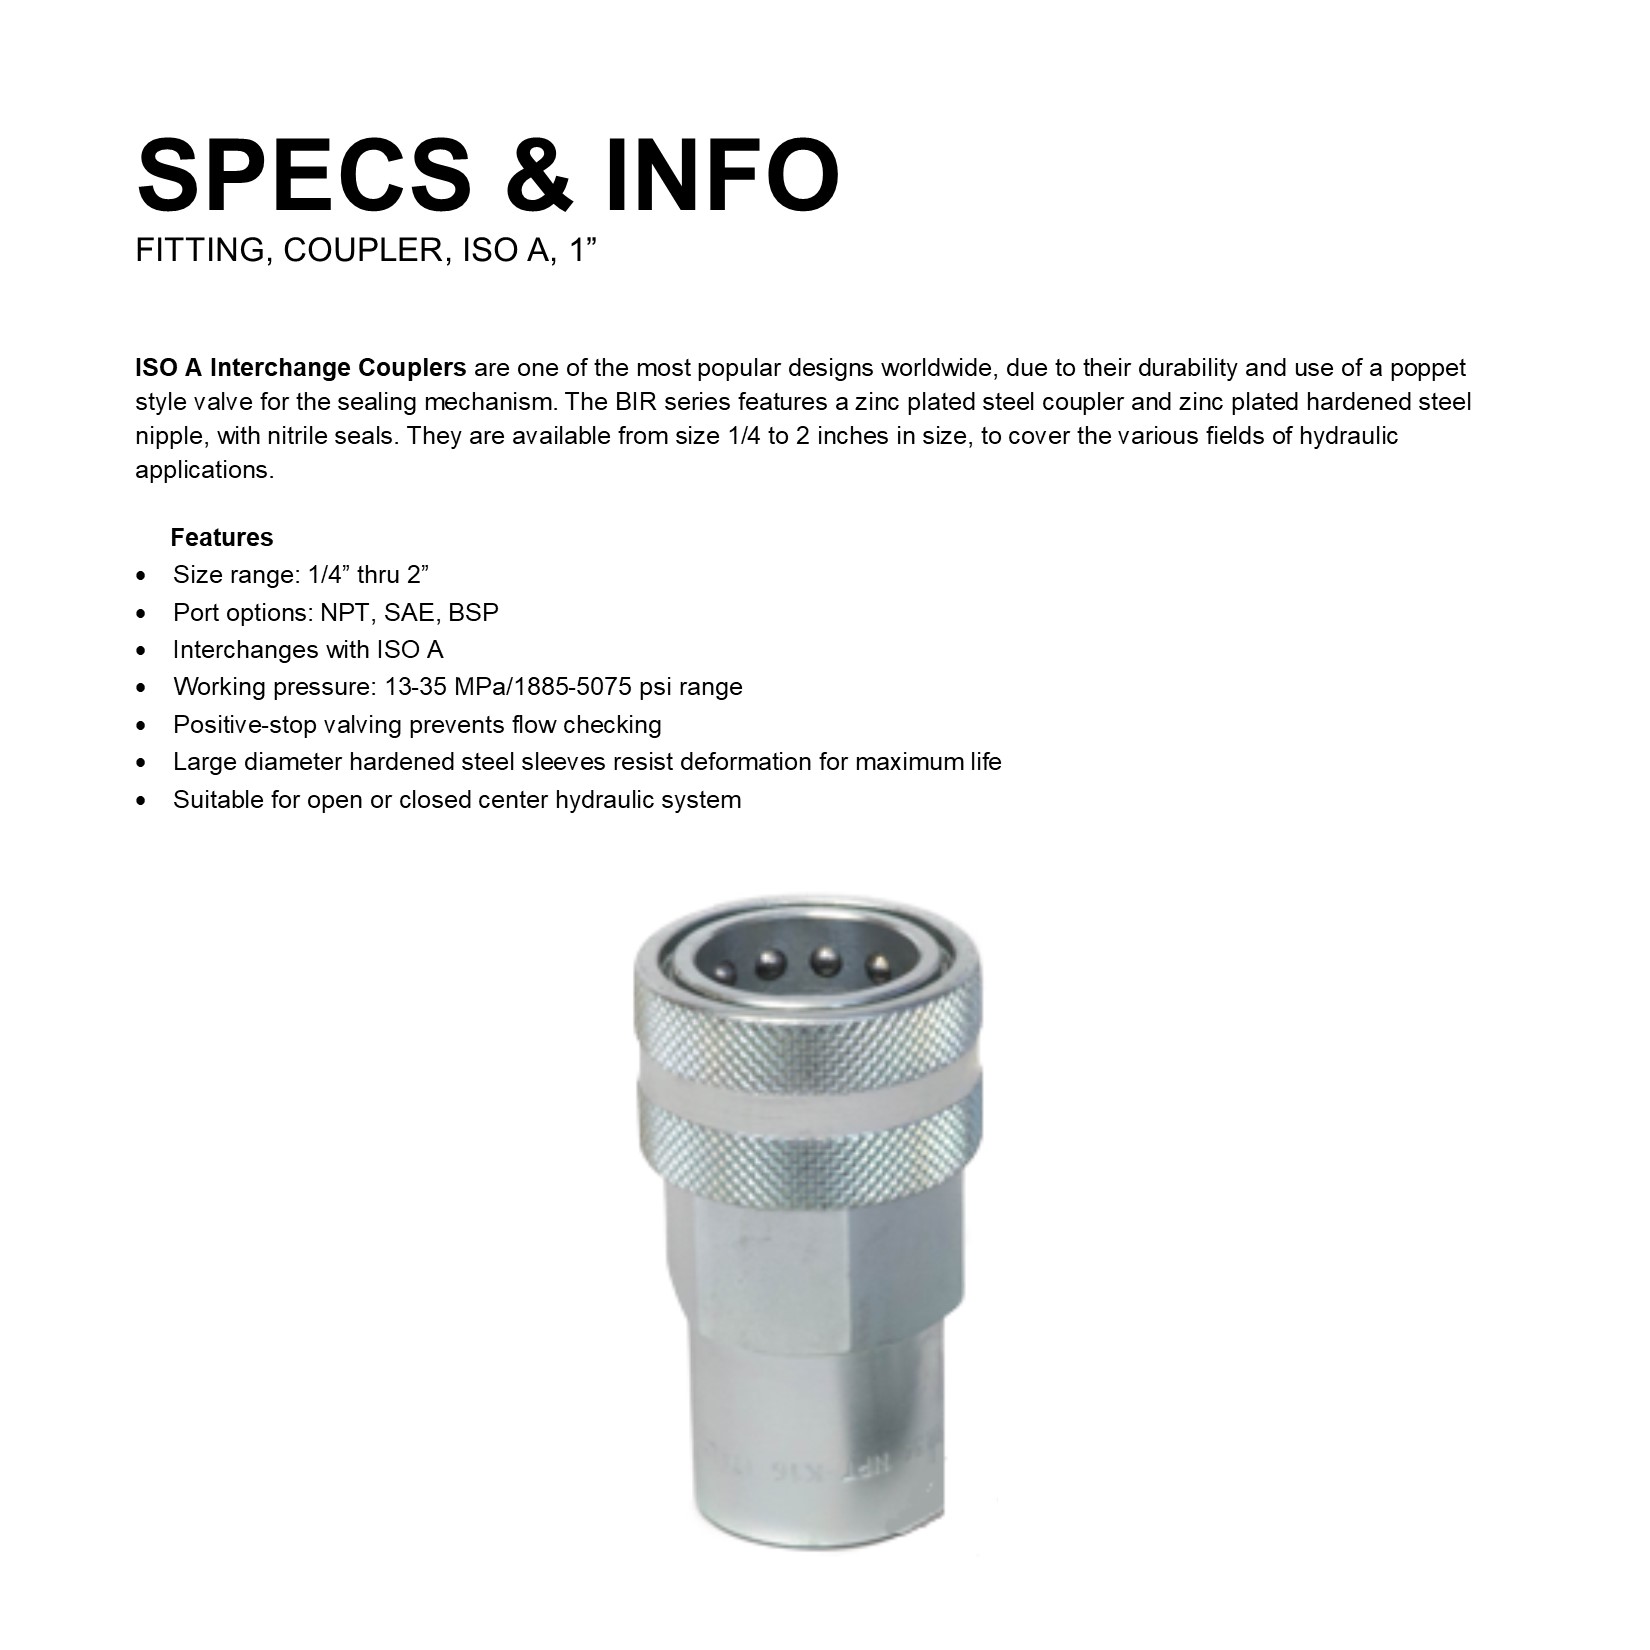 SPECS & INFO
FITTING, COUPLER, ISO A, 1”
ISO A Interchange Couplers are one of the most popular designs worldwide, due to their durability and use of a poppet
style valve for the sealing mechanism. The BIR series features a zinc plated steel coupler and zinc plated hardened steel
nipple, with nitrile seals. They are available from size 1/4 to 2 inches in size, to cover the various fields of hydraulic
applications.
Features
• Size range: 1/4” thru 2”
• Port options: NPT, SAE, BSP
• Interchanges with ISO A
• Working pressure: 13-35 MPa/1885-5075 psi range
• Positive-stop valving prevents flow checking
• Large diameter hardened steel sleeves resist deformation for maximum life
• Suitable for open or closed center hydraulic system
NPT